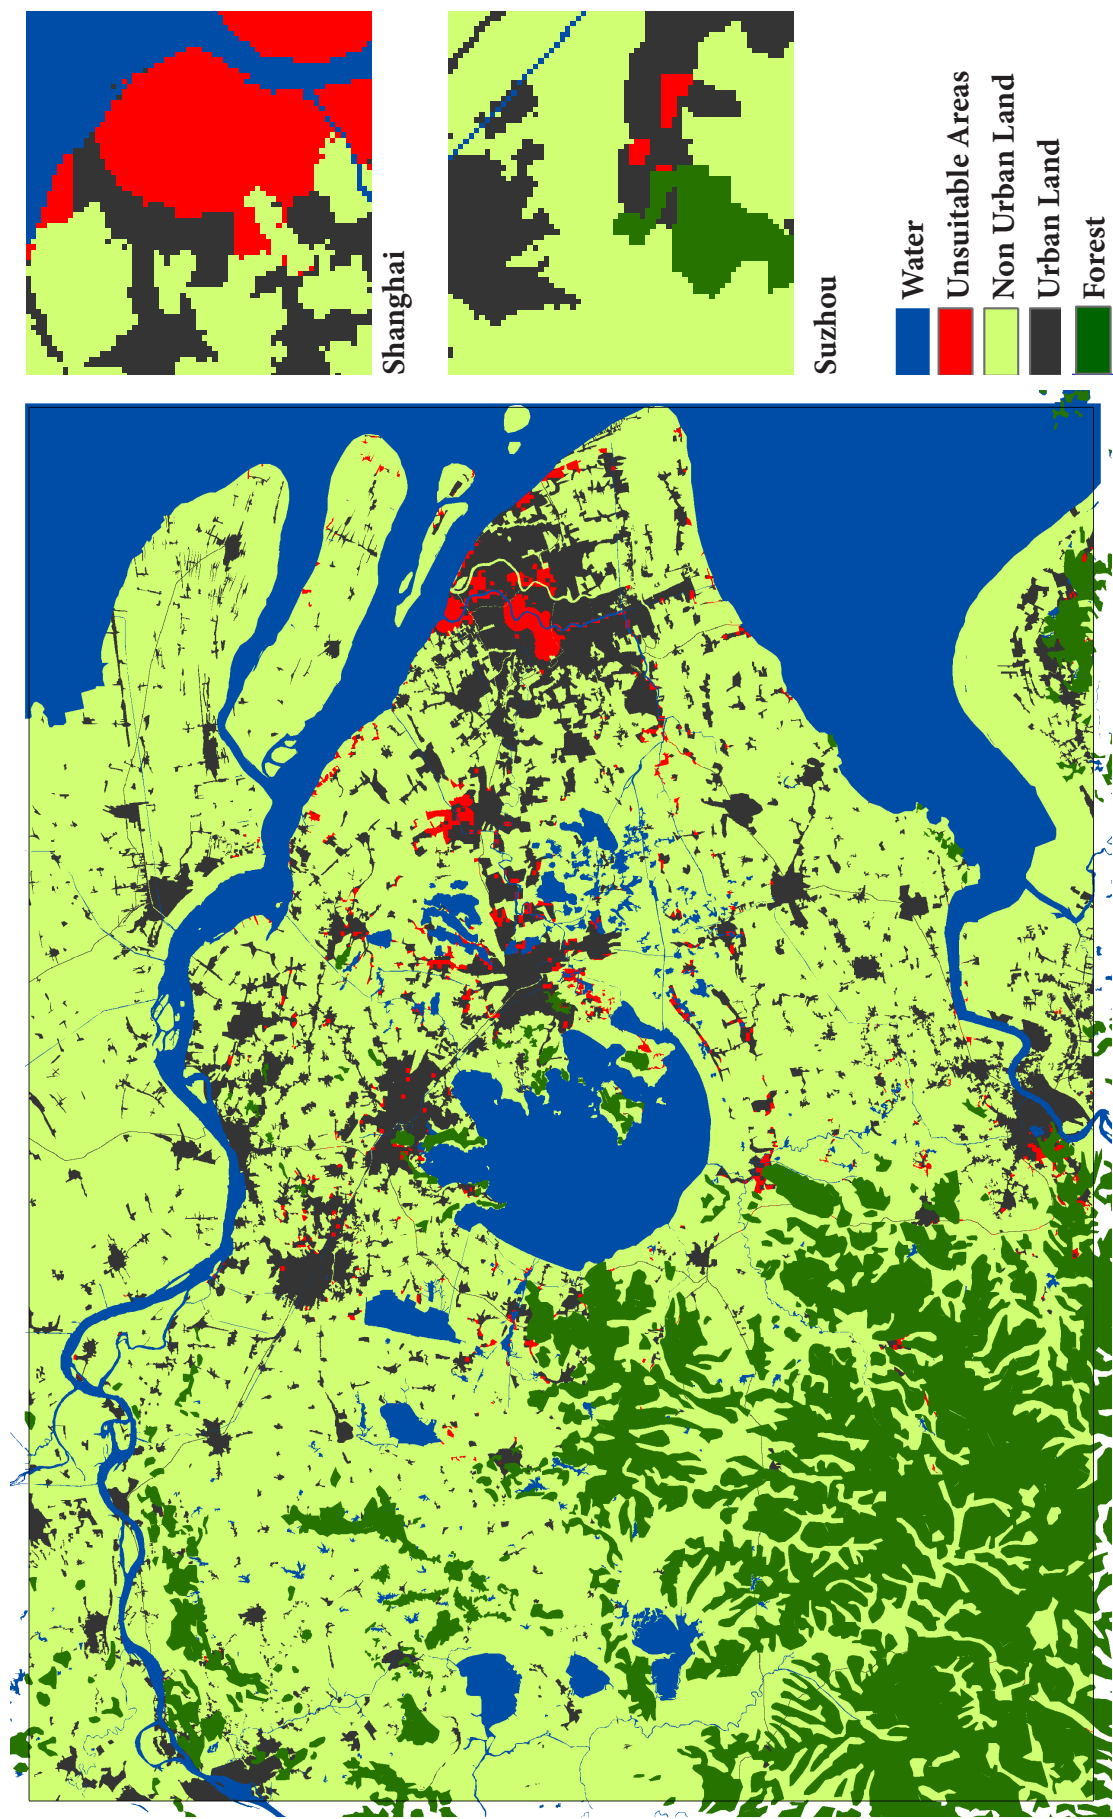 Shanghai
Suzhou
Water
Unsuitable Areas
Non Urban Land
Urban Land
Forest